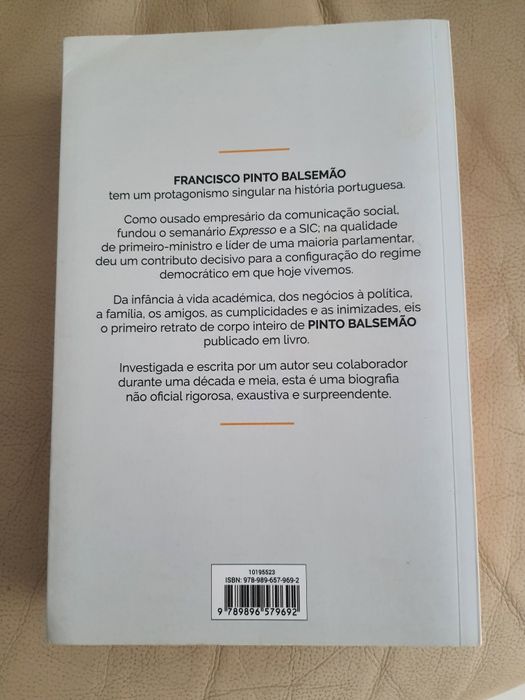 FRANCISCO PINTO BALSEMÃO
tem um protagonismo singular na história portuguesa.
Como ousado empresário da comunicação social,
fundou o semanário Expresso e a SIC; na qualidade
de primeiro-ministro e líder de uma maioria parlamentar,
deu um contributo decisivo para a configuração do regime
democrático em que hoje vivemos.
Da infância à vida académica, dos negócios à política,
a família, os amigos, as cumplicidades e as inimizades, eis
o primeiro retrato de corpo inteiro de PINTO BALSEMÃO
publicado em livro.
Investigada e escrita por um autor seu colaborador
durante uma década e meia, esta é uma biografia
não oficial rigorosa, exaustiva e surpreendente.
10195523
ISBN: 978-989-657-969-2
9 789896 579692